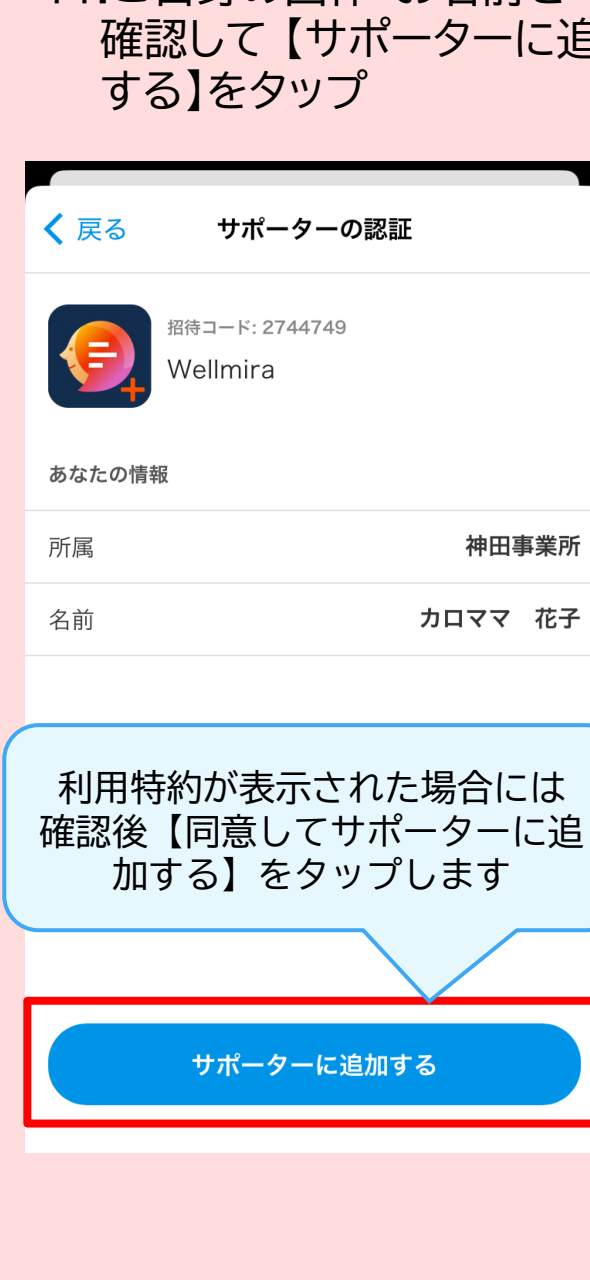 確認して【サポーターに追
する】をタップ
戻る
サポーターの認証
招待コード: 2744749
Wellmira
あなたの情報
所属 神田事業所
名前 カロママ 花子
利用特約が表示された場合には
確認後【同意してサポーターに追
加する】をタップします
サポーターに追加する